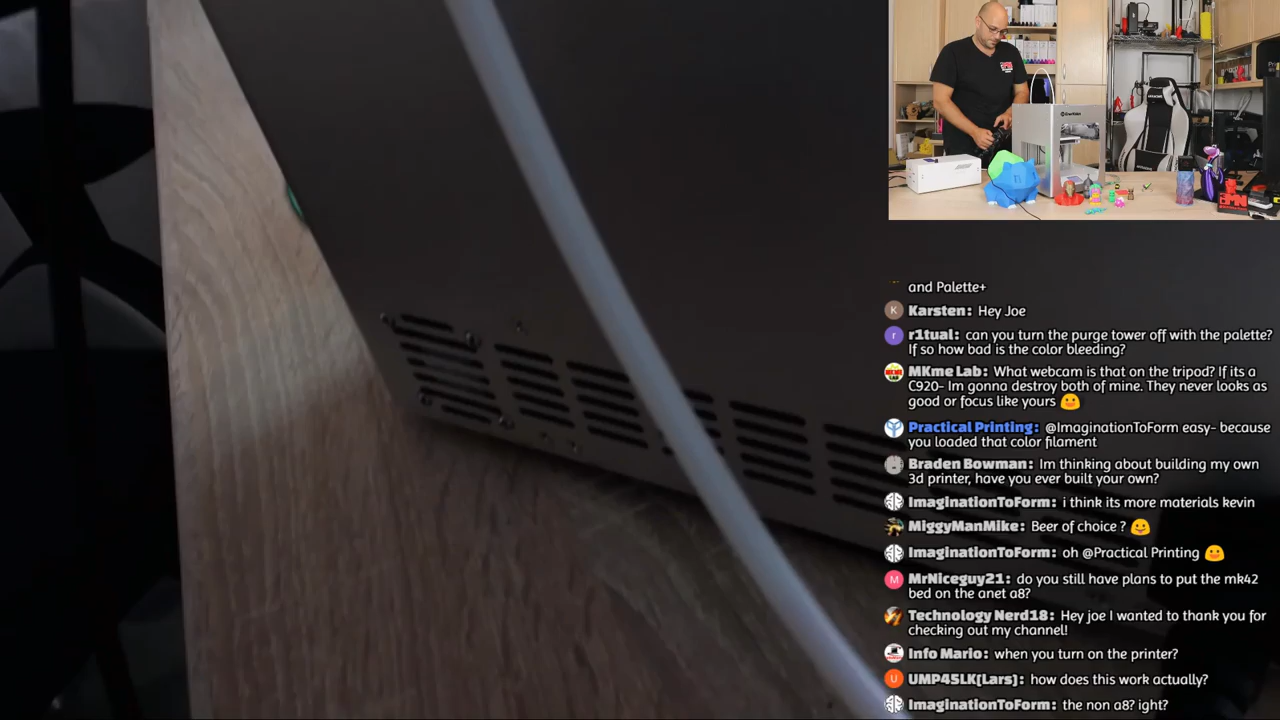 and Palette+
Karsten: Hey Joe
r1tual: can you turn the purge tower off with the palette?
If so how bad is the color bleeding?
MKme Lab: What webcam is that on the tripod? If its a
C920- Im gonna destroy both of mine. They never looks as
good or focus like yours
Practical Printing: @ImaginationToForm easy- because
you loaded that color filament
Braden Bowman: Im thinking about building my own
3d printer, have you ever built your own?
ImaginationToForm: i think its more materials kevin
MiggyManMike: Beer of choice ?
ImaginationToForm: oh @Practical Printing
MrNiceguy21: do you still have plans to put the mk42
bed on the anet a8?
Technology Nerd18: Hey joe I wanted to thank you for
checking out my channel!
Info Mario: when you turn on the printer?
UMP45LK[Lars]: how does this work actually?
ImaginationToForm: the non a8? ight?